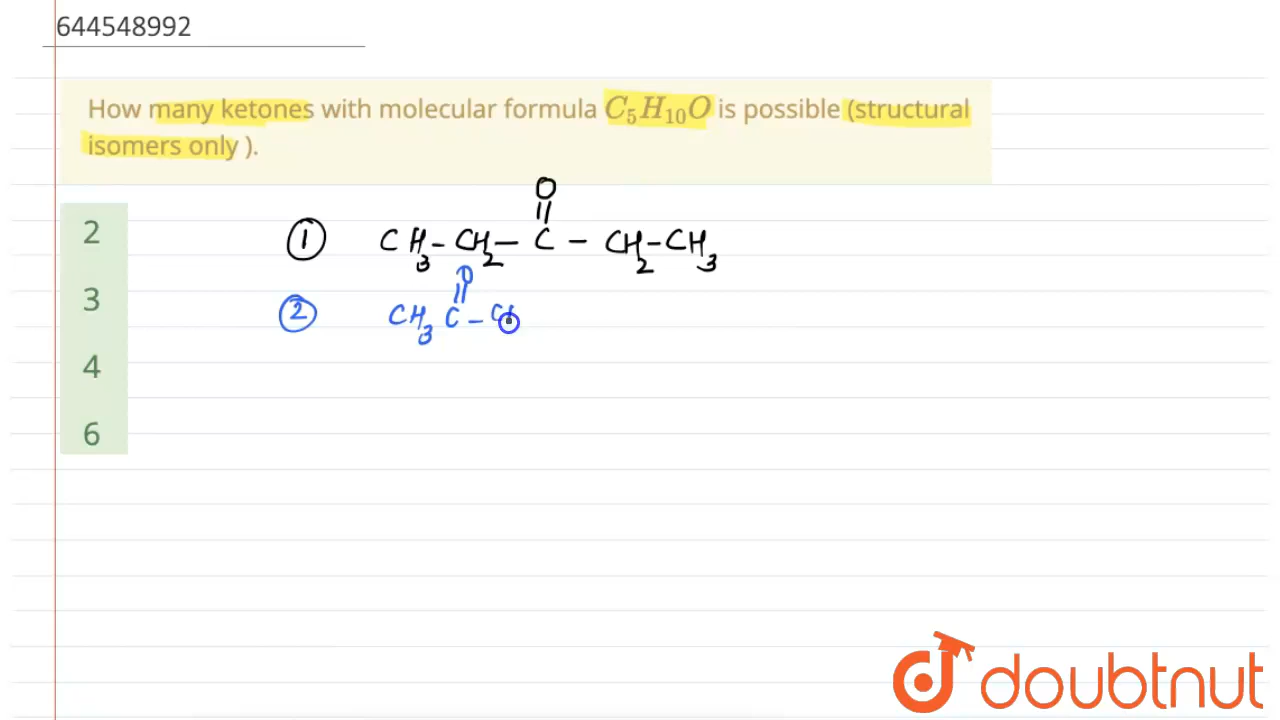 644548992
How many ketones with molecular formula C₅H₁₀O is possible (structural
isomers only ).
2
3
4
6
① CH₃-CH₂-C(=O)-CH₂-CH₃
② CH₃ C(=O)-C
doubtnut